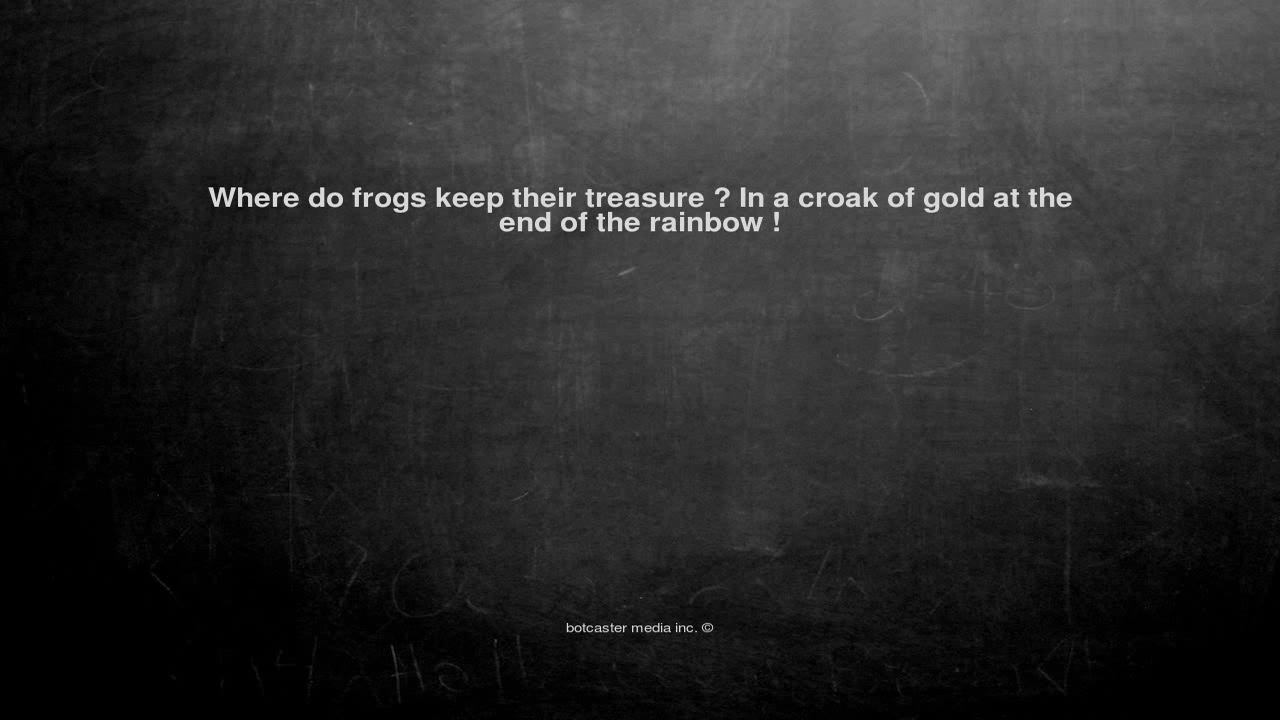 Where do frogs keep their treasure ? In a croak of gold at the
end of the rainbow !
botcaster media inc. ©